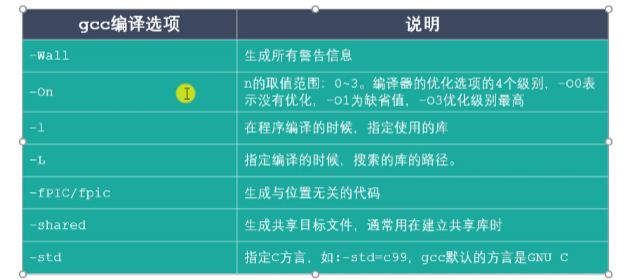 gcc编译选项 说明
-Wall 生成所有警告信息
-On n的取值范围：0~3。编译器的优化选项的4个级别，-O0表
示没有优化，-O1为缺省值，-O3优化级别最高
-l 在程序编译的时候，指定使用的库
-L 指定编译的时候，搜索的库的路径。
-fPIC/fpic 生成与位置无关的代码
-shared 生成共享目标文件，通常用在建立共享库时
-std 指定C方言，如:-std=c99，gcc默认的方言是GNU C